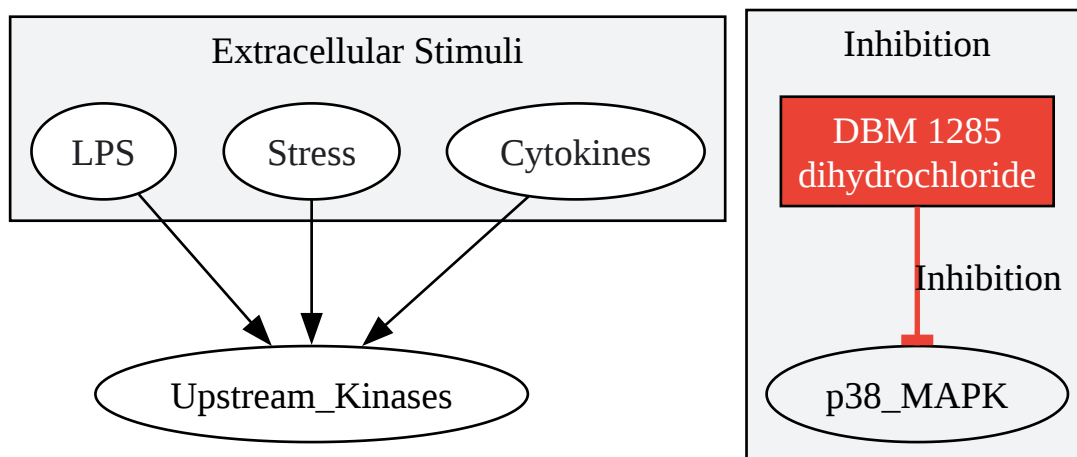 Extracellular Stimuli
LPS
Stress
Cytokines
Upstream_Kinases
Inhibition
DBM 1285
dihydrochloride
Inhibition
p38_MAPK